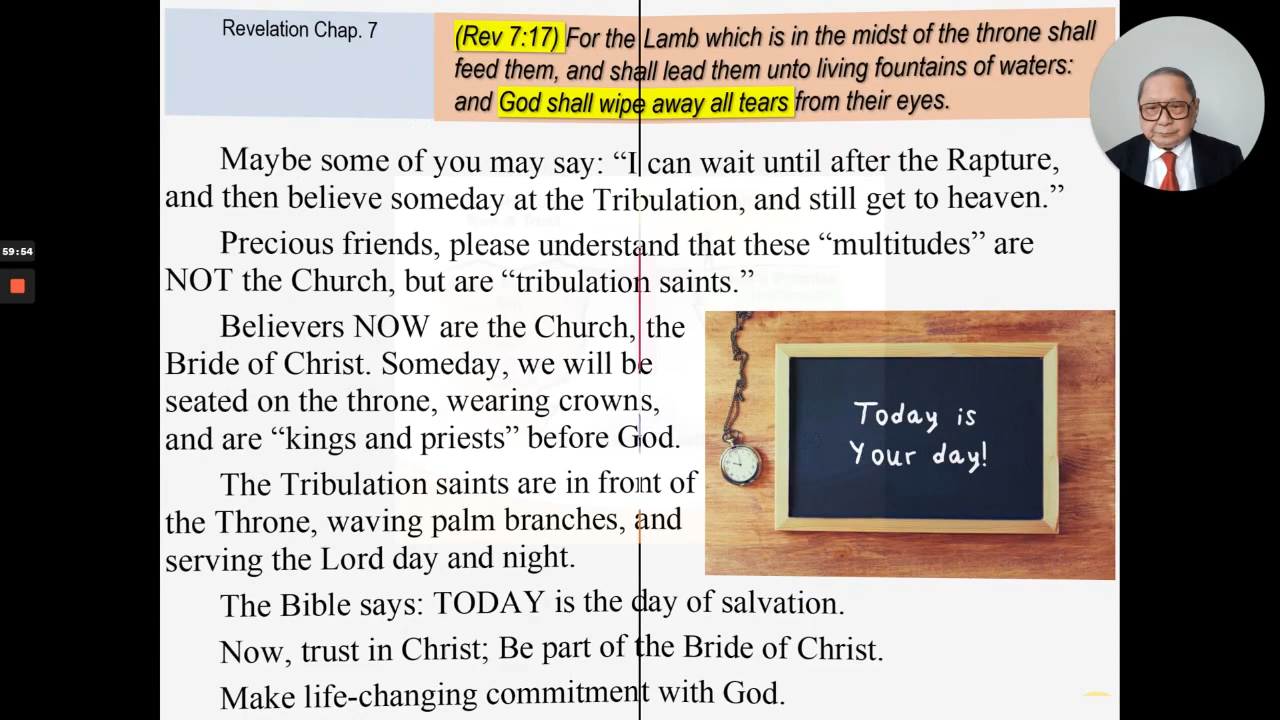 Revelation Chap. 7
(Rev 7:17) For the Lamb which is in the midst of the throne shall
feed them, and shall lead them unto living fountains of waters:
and God shall wipe away all tears from their eyes.
Maybe some of you may say: “I can wait until after the Rapture,
and then believe someday at the Tribulation, and still get to heaven.”
Precious friends, please understand that these “multitudes” are
NOT the Church, but are “tribulation saints.”
Believers NOW are the Church, the
Bride of Christ. Someday, we will be
seated on the throne, wearing crowns,
and are “kings and priests” before God.
The Tribulation saints are in front of
the Throne, waving palm branches, and
serving the Lord day and night.
Today is
Your day!
The Bible says: TODAY is the day of salvation.
Now, trust in Christ; Be part of the Bride of Christ.
Make life-changing commitment with God.
59:54